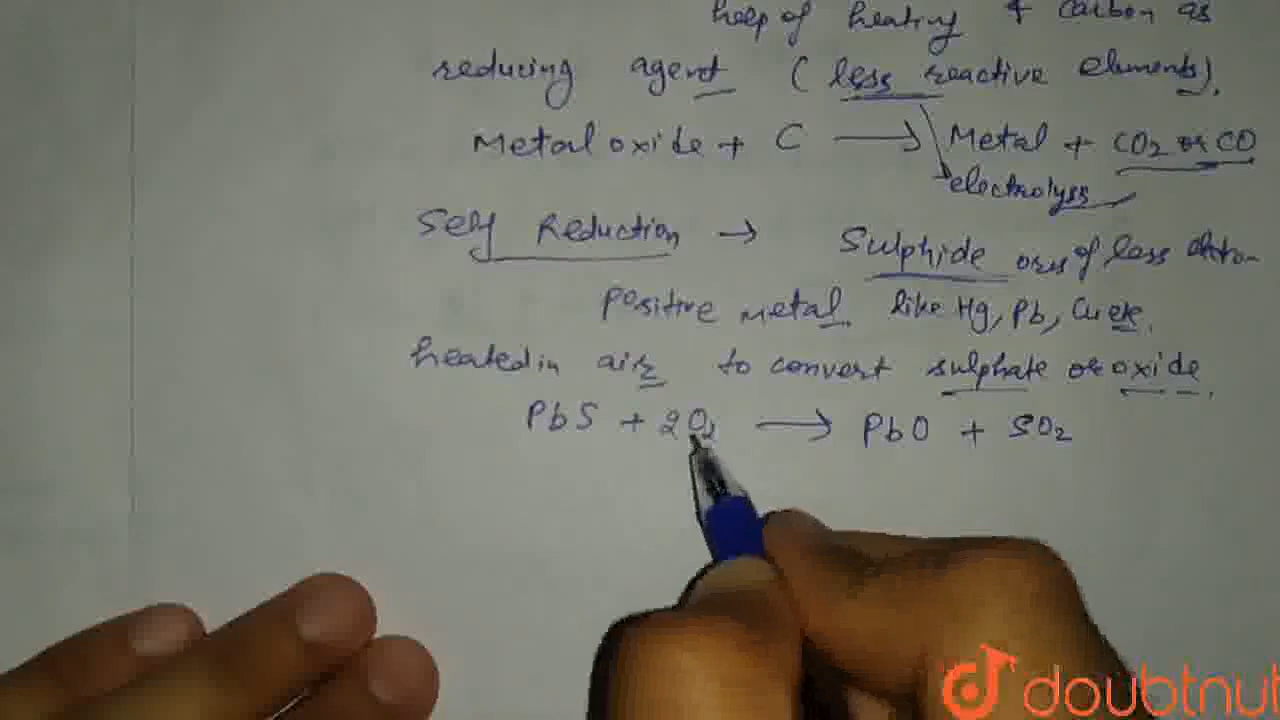 help of heating + carbon as
reducing agent (less reactive elements).
Metal oxide + C → Metal + CO2 or CO
electrolyss
Self Reduction → Sulphide ores of less electro-
positive metal. like Hg, Pb, Cu etc.
heated in air to convert sulphate or oxide.
PbS + 2O2 → PbO + SO2
doubtnut